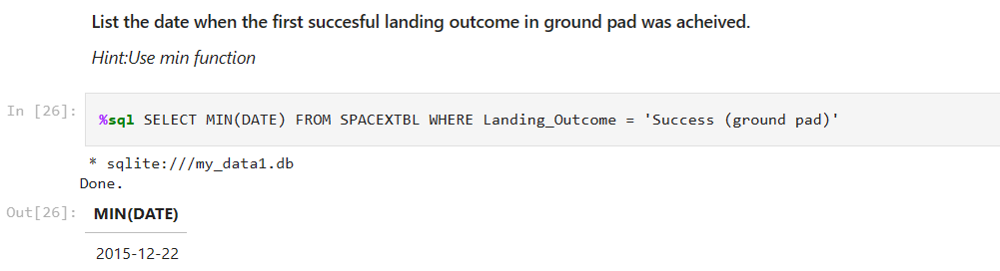 List the date when the first succesful landing outcome in ground pad was acheived.
Hint:Use min function
In [26]: %sql SELECT MIN(DATE) FROM SPACEXTBL WHERE Landing_Outcome = 'Success (ground pad)'
* sqlite:///my_data1.db
Done.
Out[26]: MIN(DATE)
2015-12-22